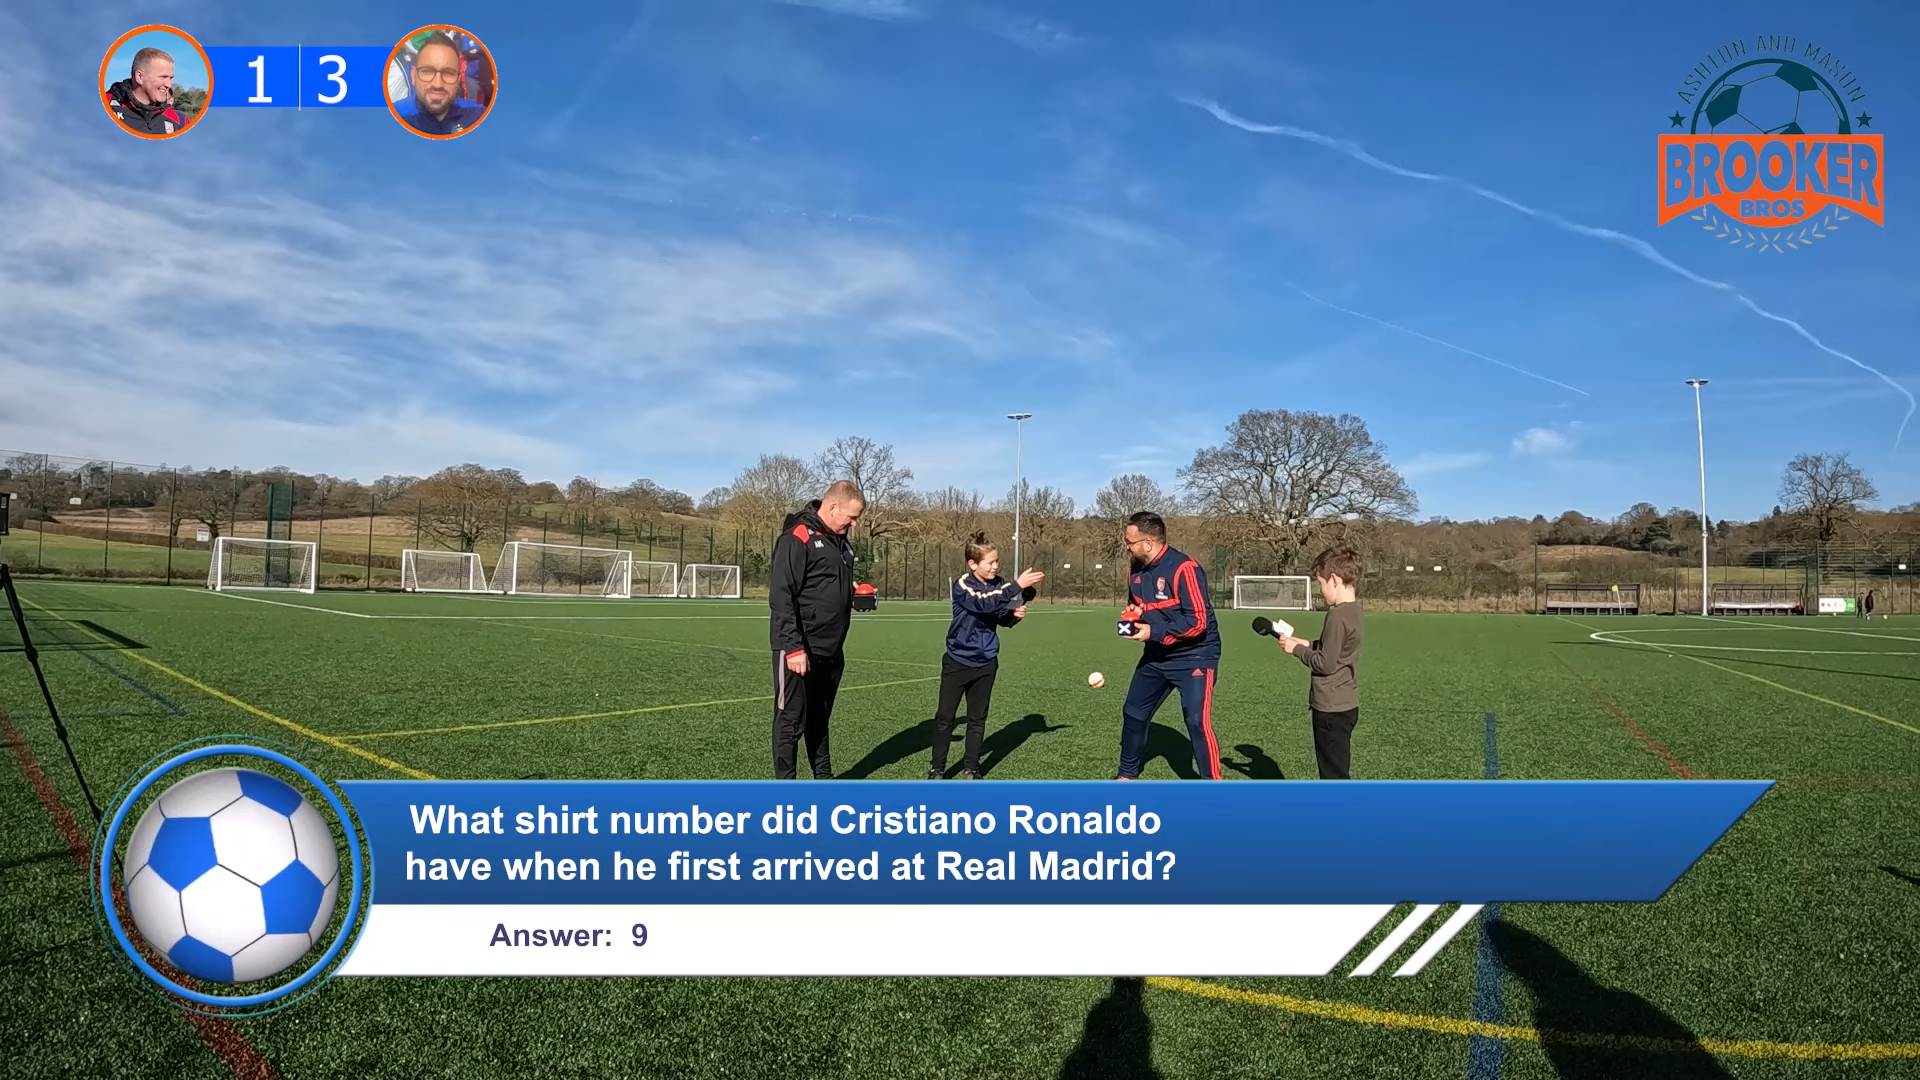 1 3
ASHTON AND MASON
BROOKER
BROS
AK
What shirt number did Cristiano Ronaldo
have when he first arrived at Real Madrid?
Answer: 9